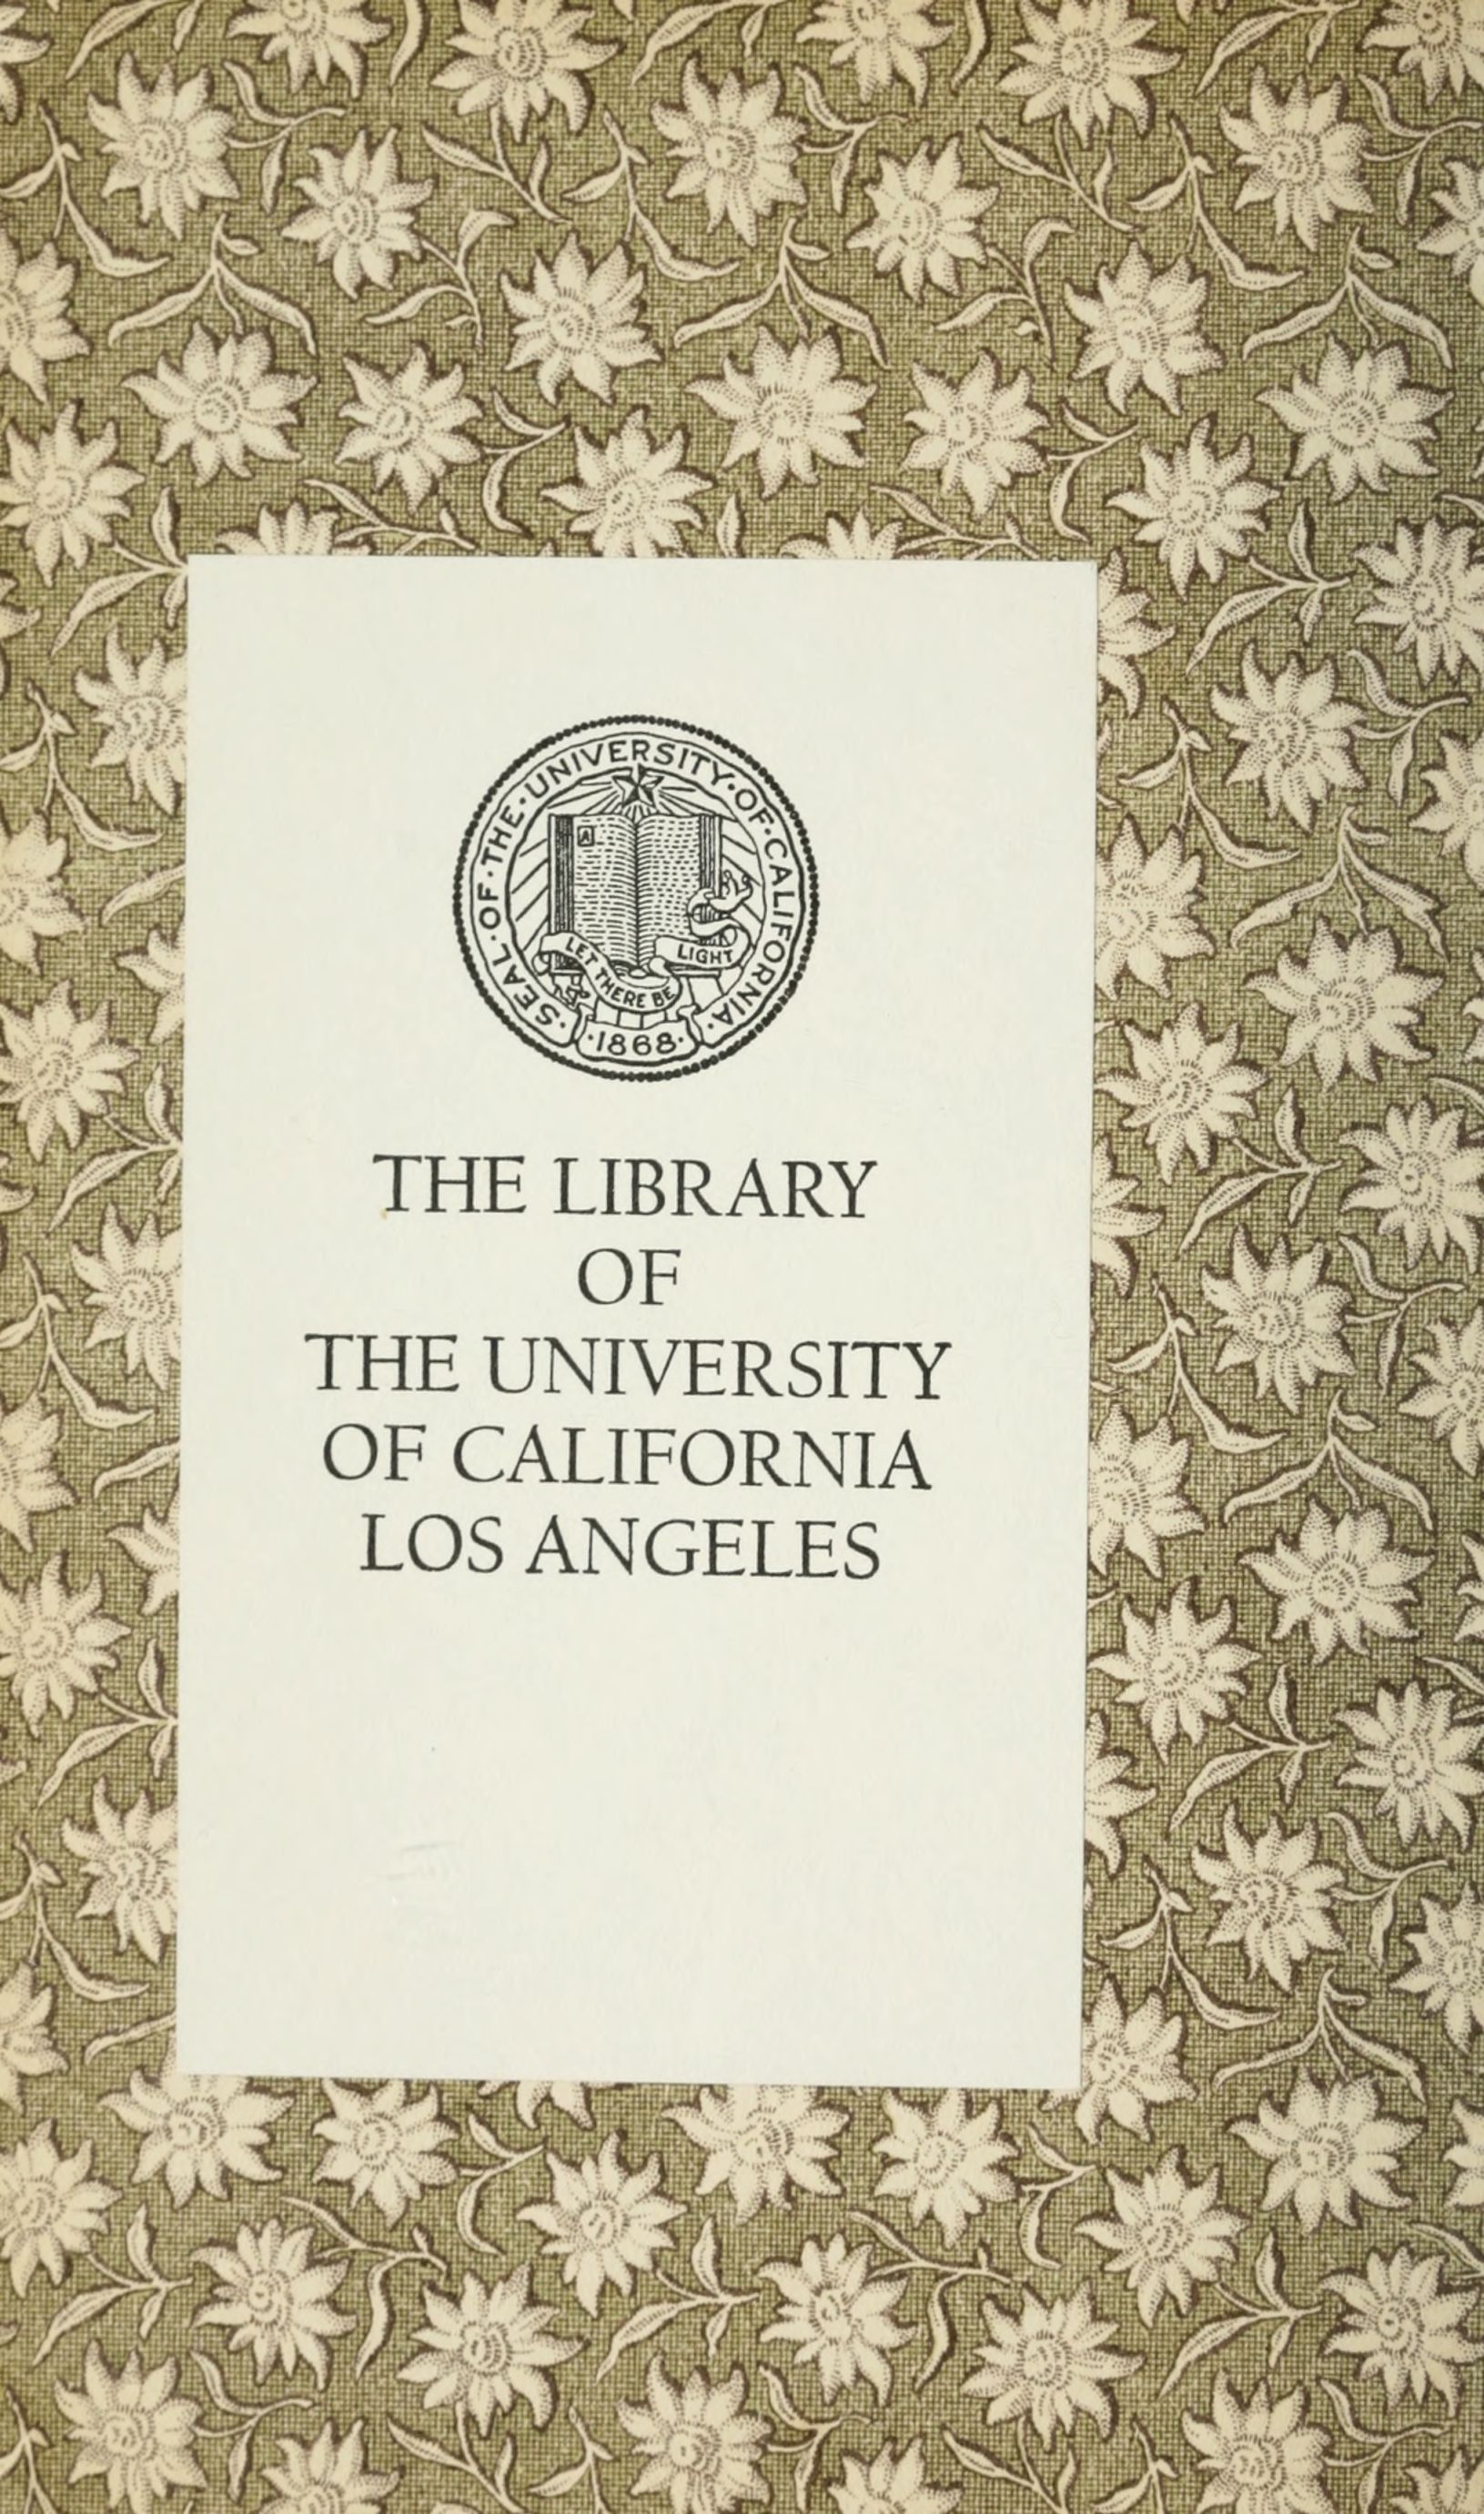 SEAL·OF·THE·UNIVERSITY·OF·CALIFORNIA·
A
LET THERE BE LIGHT
·1868·
THE LIBRARY
OF
THE UNIVERSITY
OF CALIFORNIA
LOS ANGELES